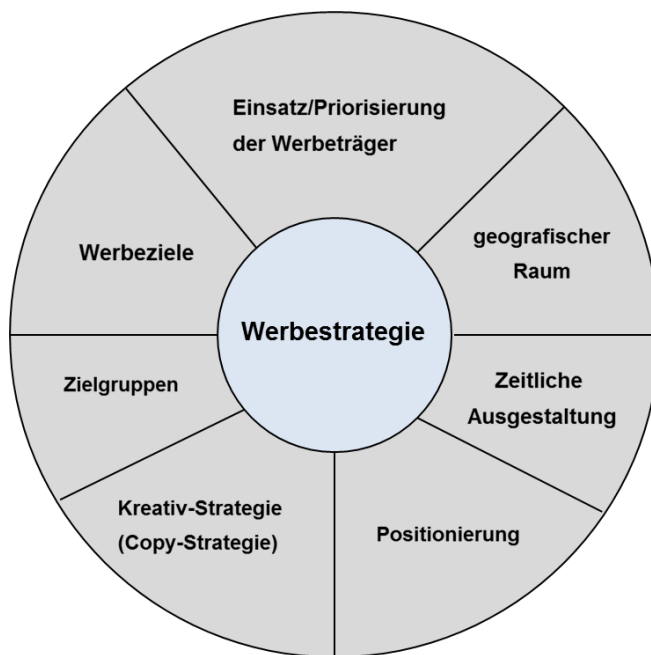 Einsatz/Priorisierung
der Werbeträger
geografischer
Raum
Werbeziele
Werbestrategie
Zeitliche
Ausgestaltung
Zielgruppen
Kreativ-Strategie
(Copy-Strategie)
Positionierung